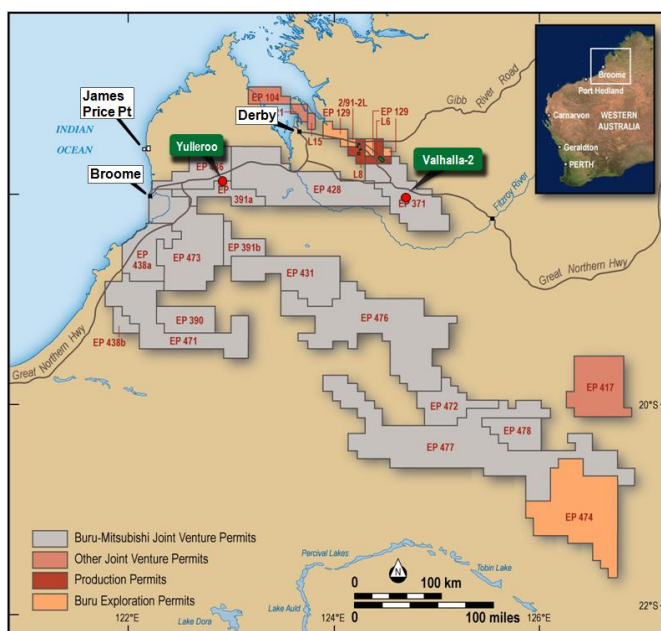 James
Price Pt
INDIAN
OCEAN
Broome
Yulleroo
Derby
EP 104
L15
EP 129
2/91-2L
EP 129
L6
EP 129
L8
Gibb River Road
Valhalla-2
Fitzroy River
Great Northern Hwy
EP
391a
EP 428
EP 371
EP
438a
EP 473
EP 391b
EP 431
EP 390
EP 471
EP 438b
EP 476
Great Northern Hwy
EP 417
20°S
EP 472
EP 478
EP 477
EP 474
Broome
Port Hedland
Carnarvon
WESTERN
AUSTRALIA
Geraldton
PERTH
Buru-Mitsubishi Joint Venture Permits
Other Joint Venture Permits
Production Permits
Buru Exploration Permits
Percival Lakes
Tobin Lake
Lake Auld
Lake Dora
N
0 100 km
0 100 miles
22°S
122°E
124°E
126°E